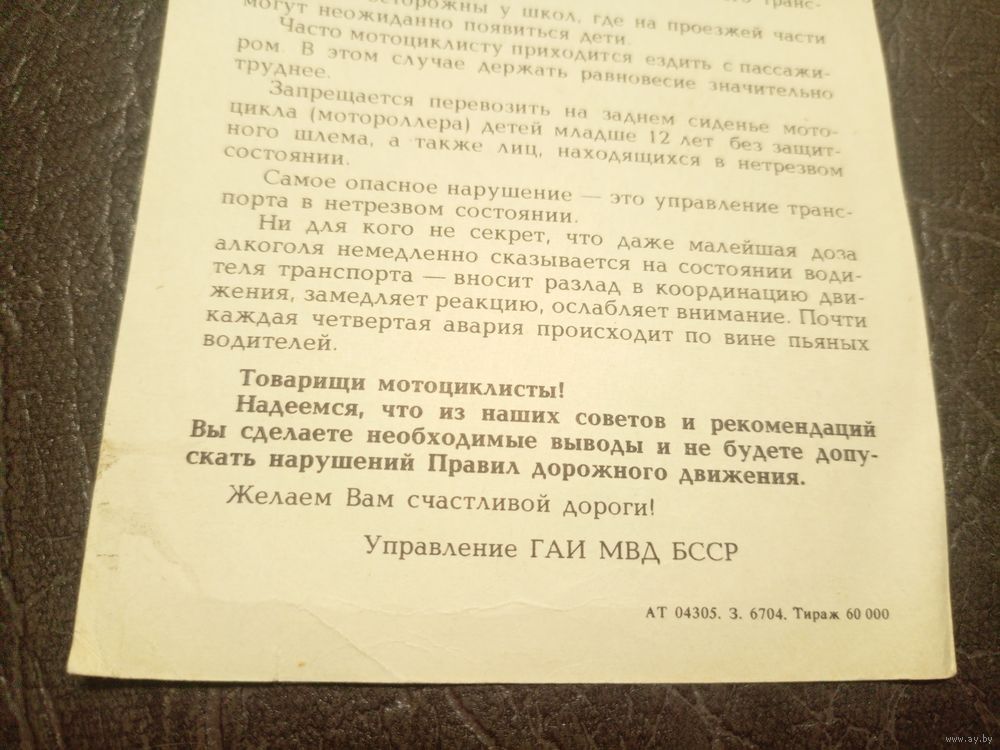 сторожны у школ, где на проезжей части
могут неожиданно появиться дети.
Часто мотоциклисту приходится ездить с пассажи-
ром. В этом случае держать равновесие значительно
труднее.
Запрещается перевозить на заднем сиденье мото-
цикла (мотороллера) детей младше 12 лет без защит-
ного шлема, а также лиц, находящихся в нетрезвом
состоянии.
Самое опасное нарушение — это управление транс-
порта в нетрезвом состоянии.
Ни для кого не секрет, что даже малейшая доза
алкоголя немедленно сказывается на состоянии води-
теля транспорта — вносит разлад в координацию дви-
жения, замедляет реакцию, ослабляет внимание. Почти
каждая четвертая авария происходит по вине пьяных
водителей.
Товарищи мотоциклисты!
Надеемся, что из наших советов и рекомендаций
Вы сделаете необходимые выводы и не будете допу-
скать нарушений Правил дорожного движения.
Желаем Вам счастливой дороги!
Управление ГАИ МВД БССР
АТ 04305. З. 6704. Тираж 60 000
www.ay.by